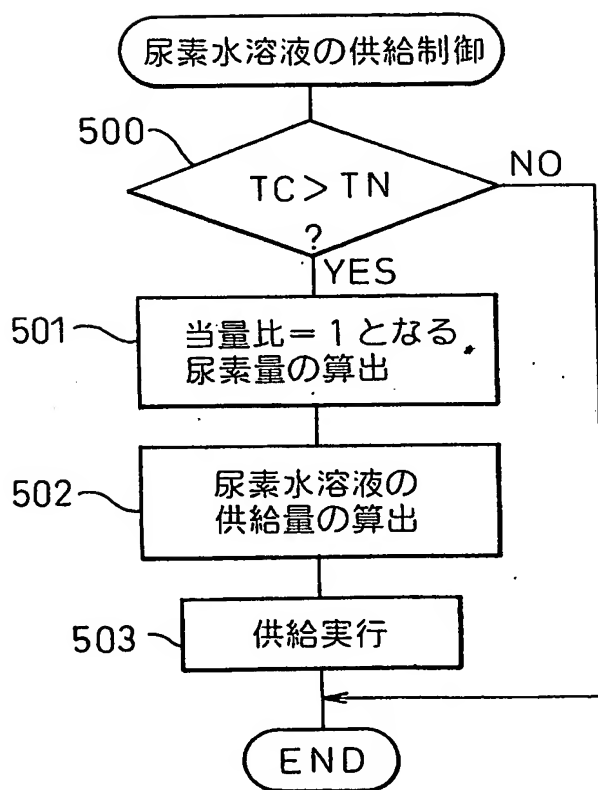 尿素水溶液の供給制御
500
TC>TN
?
NO
YES
501
当量比=1となる
尿素量の算出
502
尿素水溶液の
供給量の算出
503
供給実行
END